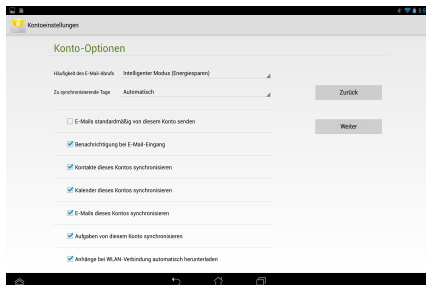 Kontoeinstellungen
Konto-Optionen
Häufigkeit des E-Mail-Abrufs Intelligenter Modus (Energiesparen)
Zu synchronisierende Tage Automatisch
Zurück
E-Mails standardmäßig von diesem Konto senden
Weiter
Benachrichtigung bei E-Mail-Eingang
Kontakte dieses Kontos synchronisieren
Kalender dieses Kontos synchronisieren
E-Mails dieses Kontos synchronisieren
Aufgaben von diesem Konto synchronisieren
Anhänge bei WLAN-Verbindung automatisch herunterladen